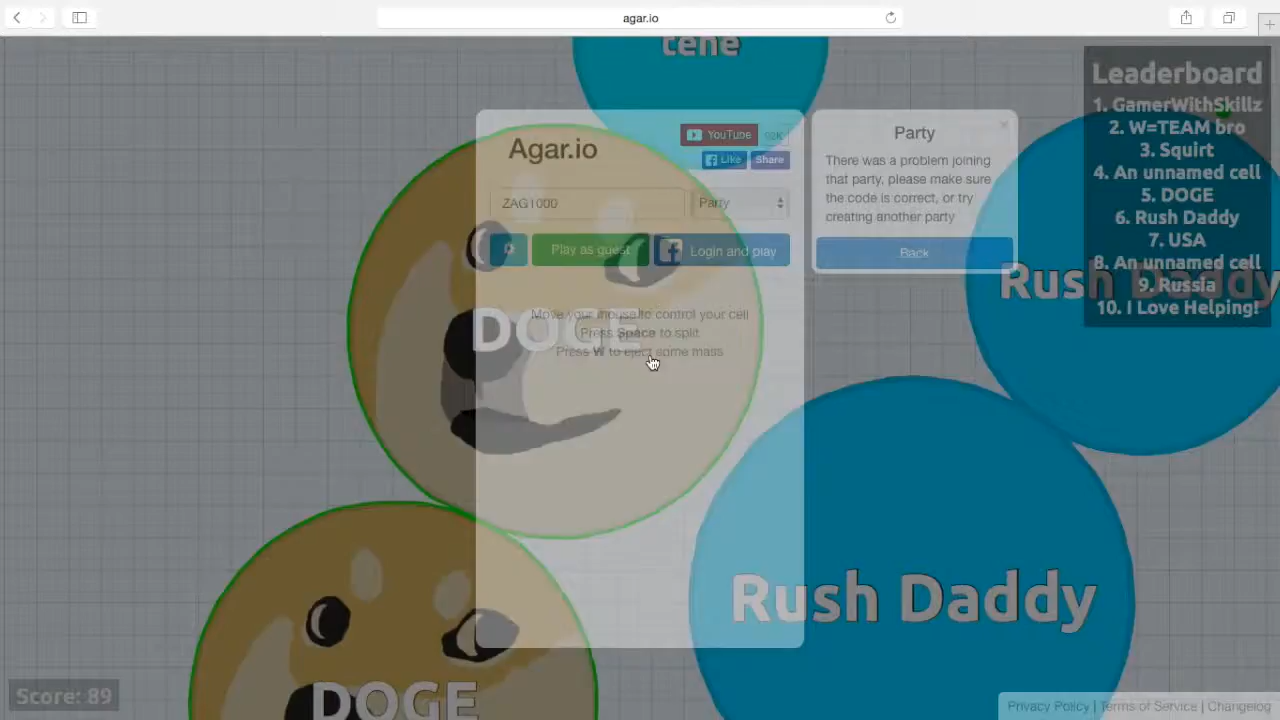 agar.io
tene
Leaderboard
1. GamerWithSkillz
2. W=TEAM bro
3. Squirt
4. An unnamed cell
5. DOGE
6. Rush Daddy
7. USA
8. An unnamed cell
9. Russia
10. I Love Helping!
Agar.io
YouTube
92K
Like
Share
ZAG1000
Party
Play as guest
Login and play
Move your mouse to control your cell
Press Space to split
Press W to eject some mass
Party
There was a problem joining
that party, please make sure
the code is correct, or try
creating another party
Back
DOGE
Rush Daddy
Rush Daddy
DOGE
Score: 89
Privacy Policy | Terms of Service | Changelog